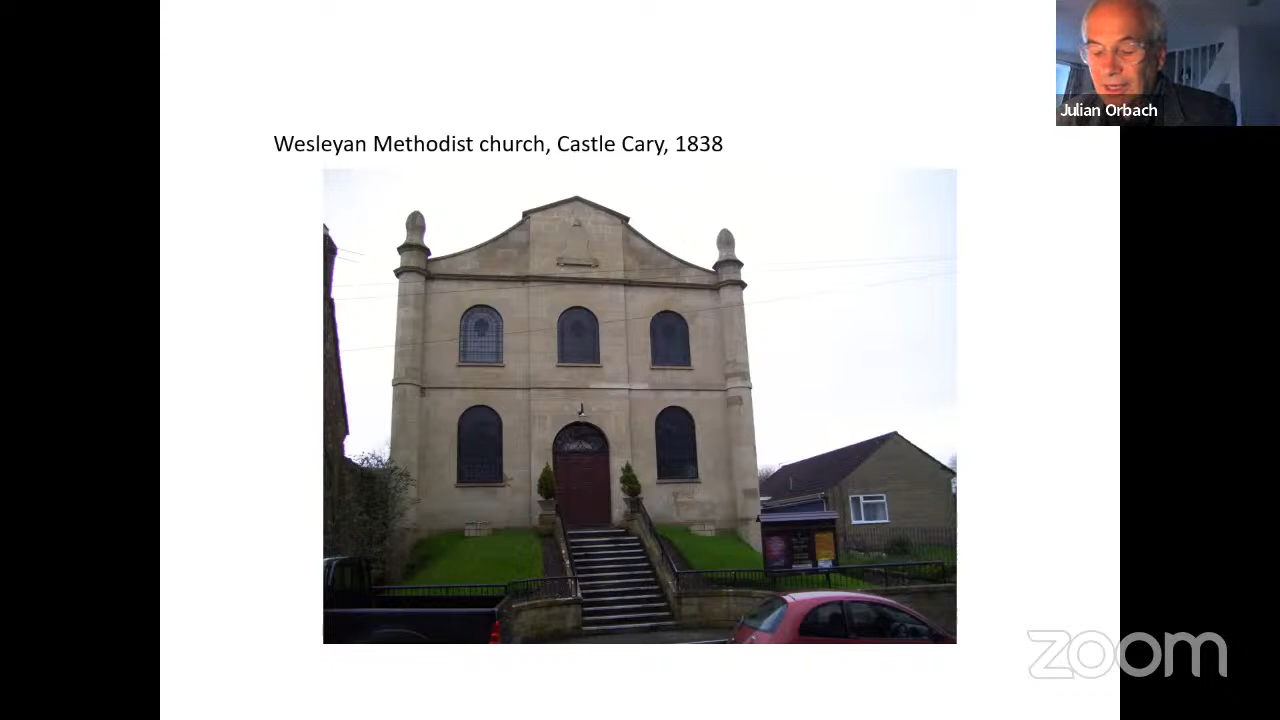 Julian Orbach
Wesleyan Methodist church, Castle Cary, 1838
zoom